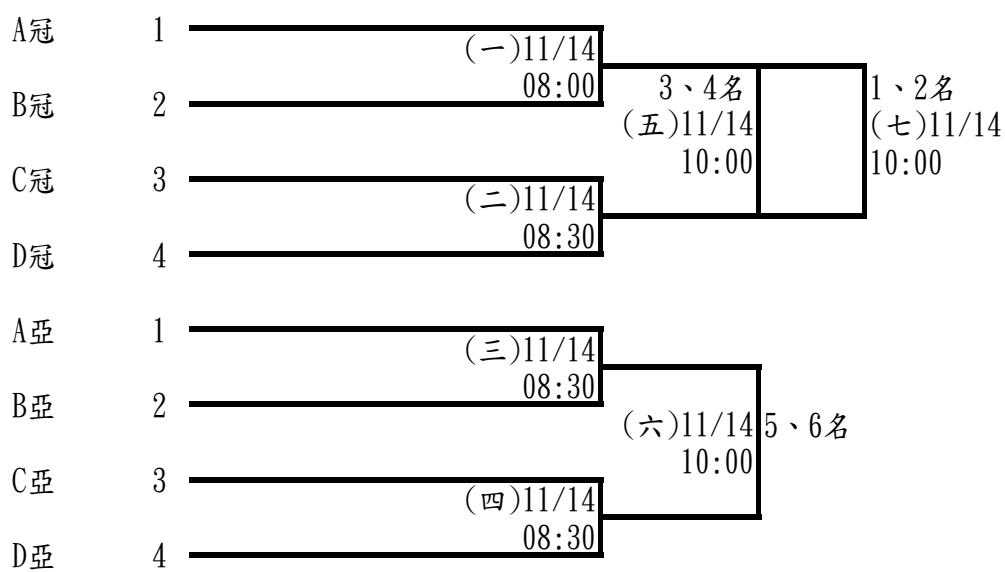 A冠 1
(一)11/14
08:00
B冠 2
3、4名
(五)11/14
10:00
1、2名
(七)11/14
10:00
C冠 3
(二)11/14
08:30
D冠 4
A亞 1
(三)11/14
08:30
B亞 2
(六)11/14
10:00
5、6名
C亞 3
(四)11/14
08:30
D亞 4